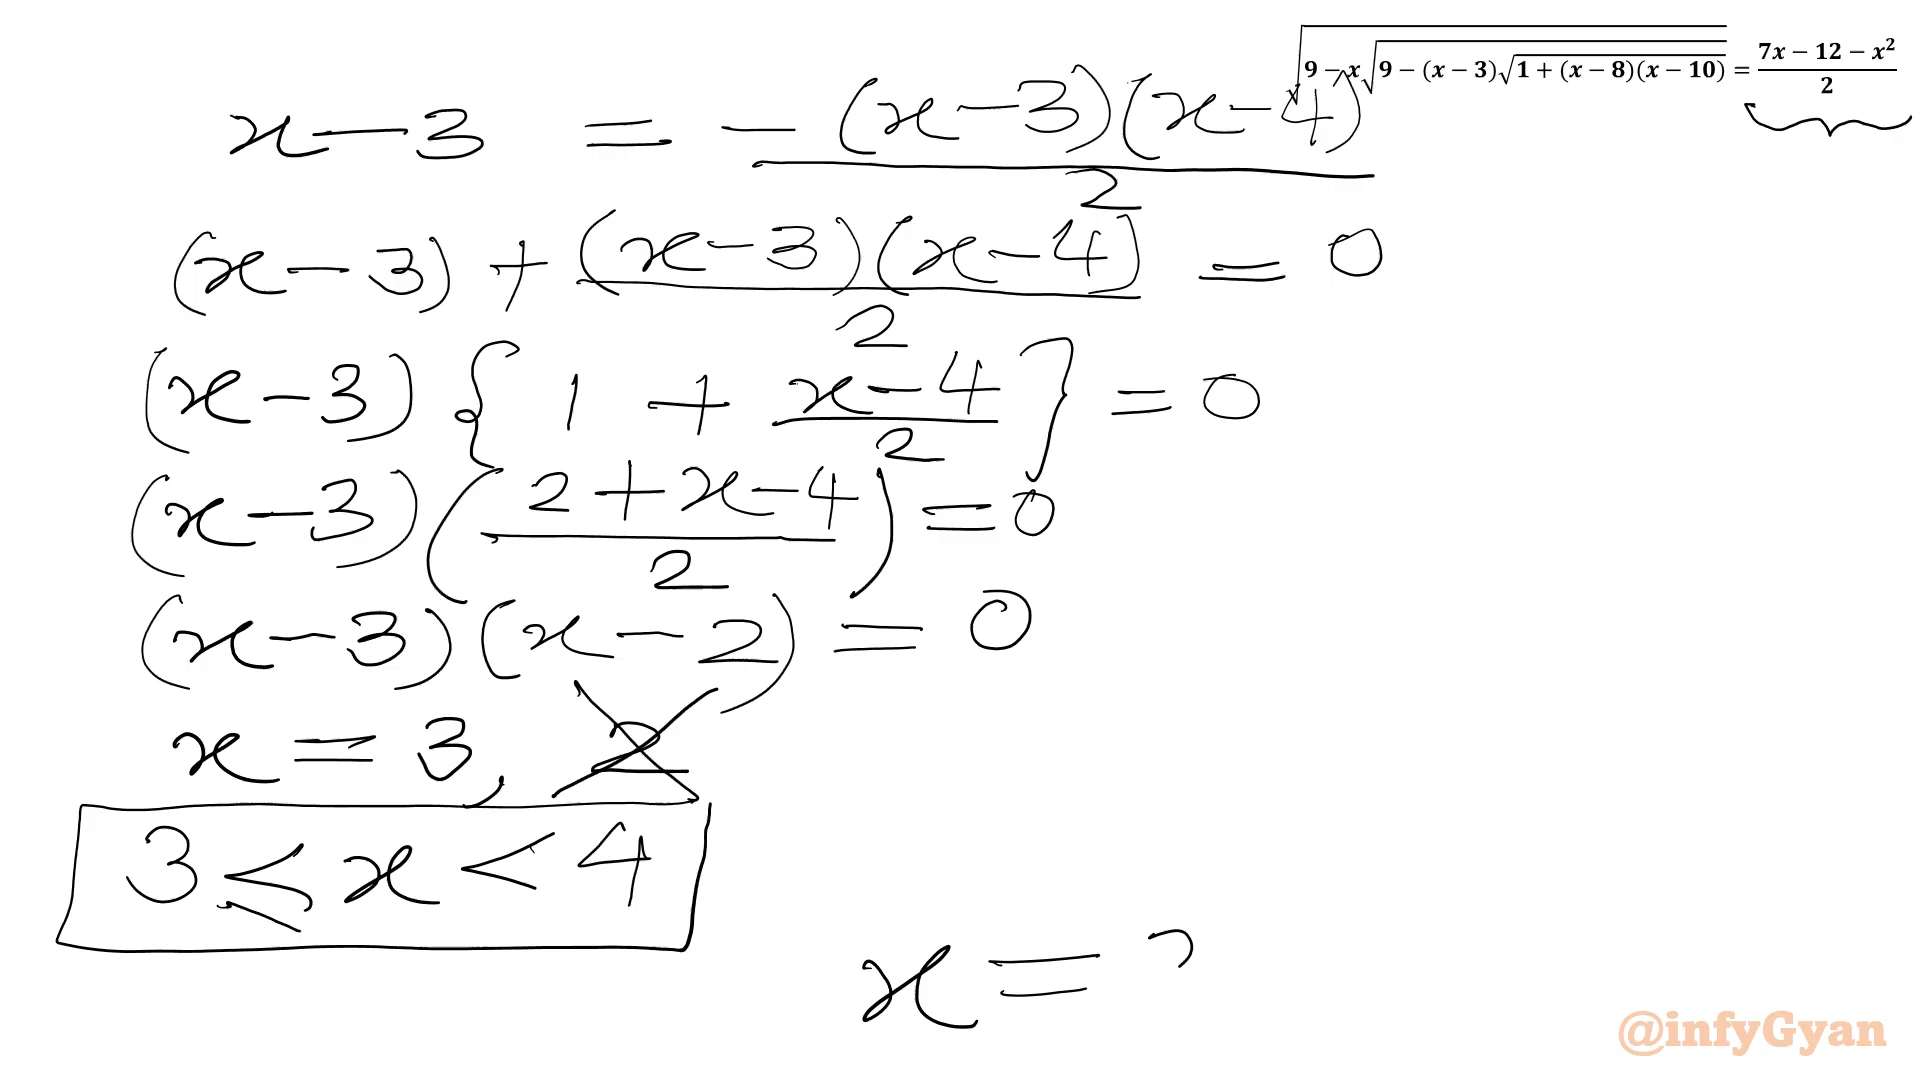 √(9 − x√(9 − (x − 3)√(1 + (x − 8)(x − 10)))) = (7x − 12 − x²)/2
x − 3 = − (x − 3)(x − 4)/2
(x − 3) + (x − 3)(x − 4)/2 = 0
(x − 3) { 1 + (x − 4)/2 } = 0
(x − 3) ((2 + x − 4)/2) = 0
(x − 3)(x − 2) = 0
x = 3, 2
3 ≤ x < 4
x =
@infyGyan